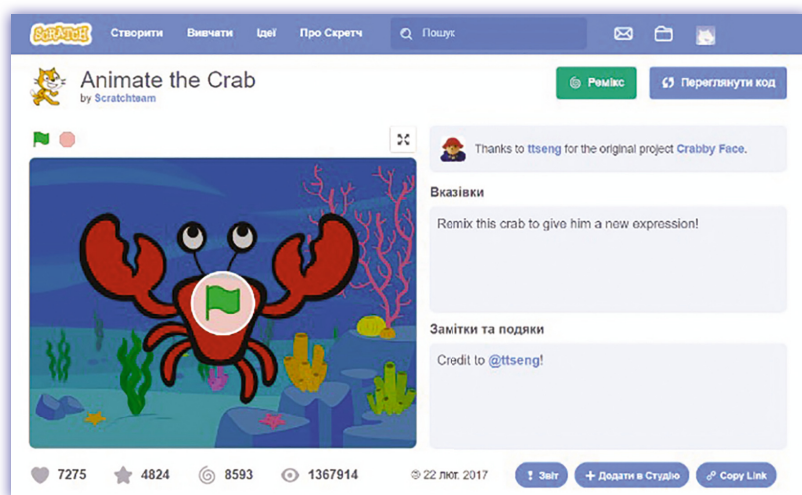 SCRATCH Створити Вивчати Ідеї Про Скретч Пошук
Animate the Crab
by Scratchteam
Ремікс Переглянути код
Thanks to ttseng for the original project Crabby Face.
Вказівки
Remix this crab to give him a new expression!
Замітки та подяки
Credit to @ttseng!
7275 4824 8593 1367914 © 22 лют. 2017 Звіт + Додати в Студію Copy Link